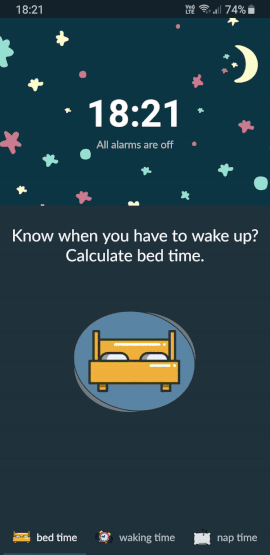 18:21
Vo) LTE 74%
18:21
All alarms are off
Know when you have to wake up?
Calculate bed time.
bed time
waking time
nap time